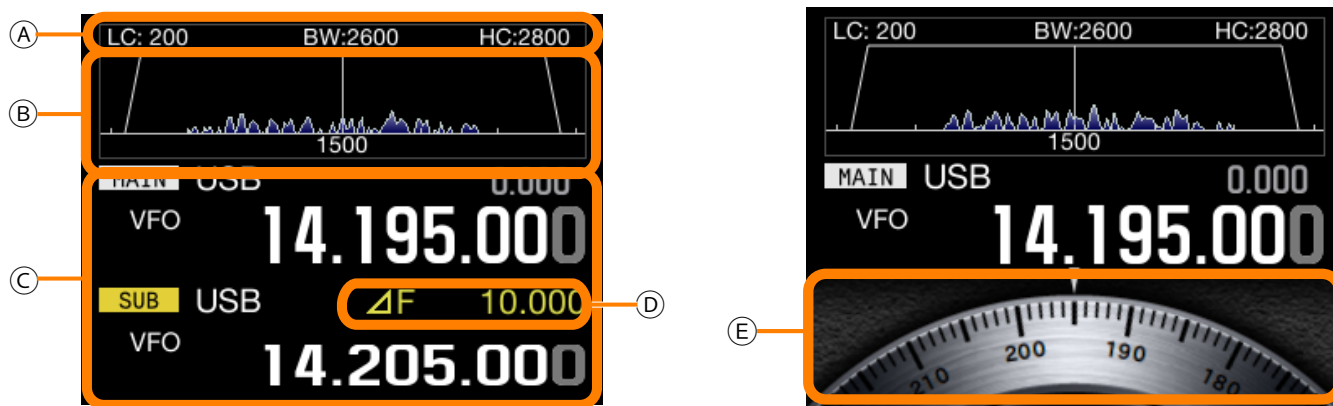 Ⓐ LC: 200 BW:2600 HC:2800
Ⓑ
1500
MAIN USB 0.000
VFO 14.195.000
Ⓒ
SUB USB ⊿F 10.000 Ⓓ
VFO 14.205.000
LC: 200 BW:2600 HC:2800
1500
MAIN USB 0.000
VFO 14.195.000
Ⓔ
210 200 190 180